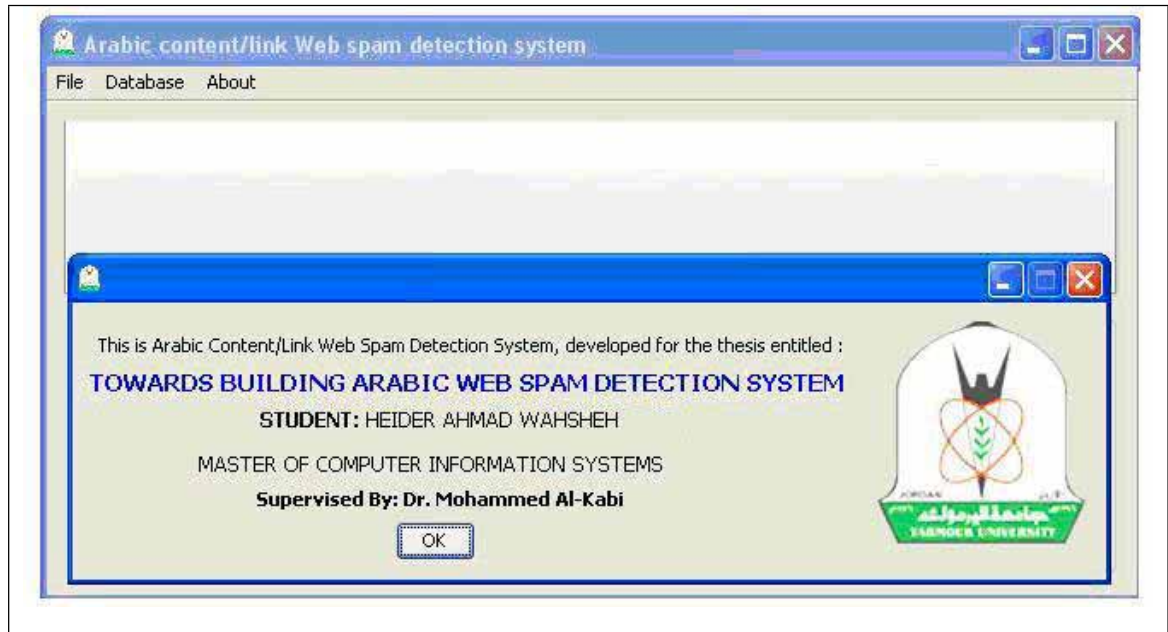 Arabic content/link Web spam detection system
File Database About
This is Arabic Content/Link Web Spam Detection System, developed for the thesis entitled :
TOWARDS BUILDING ARABIC WEB SPAM DETECTION SYSTEM
STUDENT: HEIDER AHMAD WAHSHEH
MASTER OF COMPUTER INFORMATION SYSTEMS
Supervised By: Dr. Mohammed Al-Kabi
OK
JORDAN
جامعة اليرموك
YARMOUK UNIVERSITY